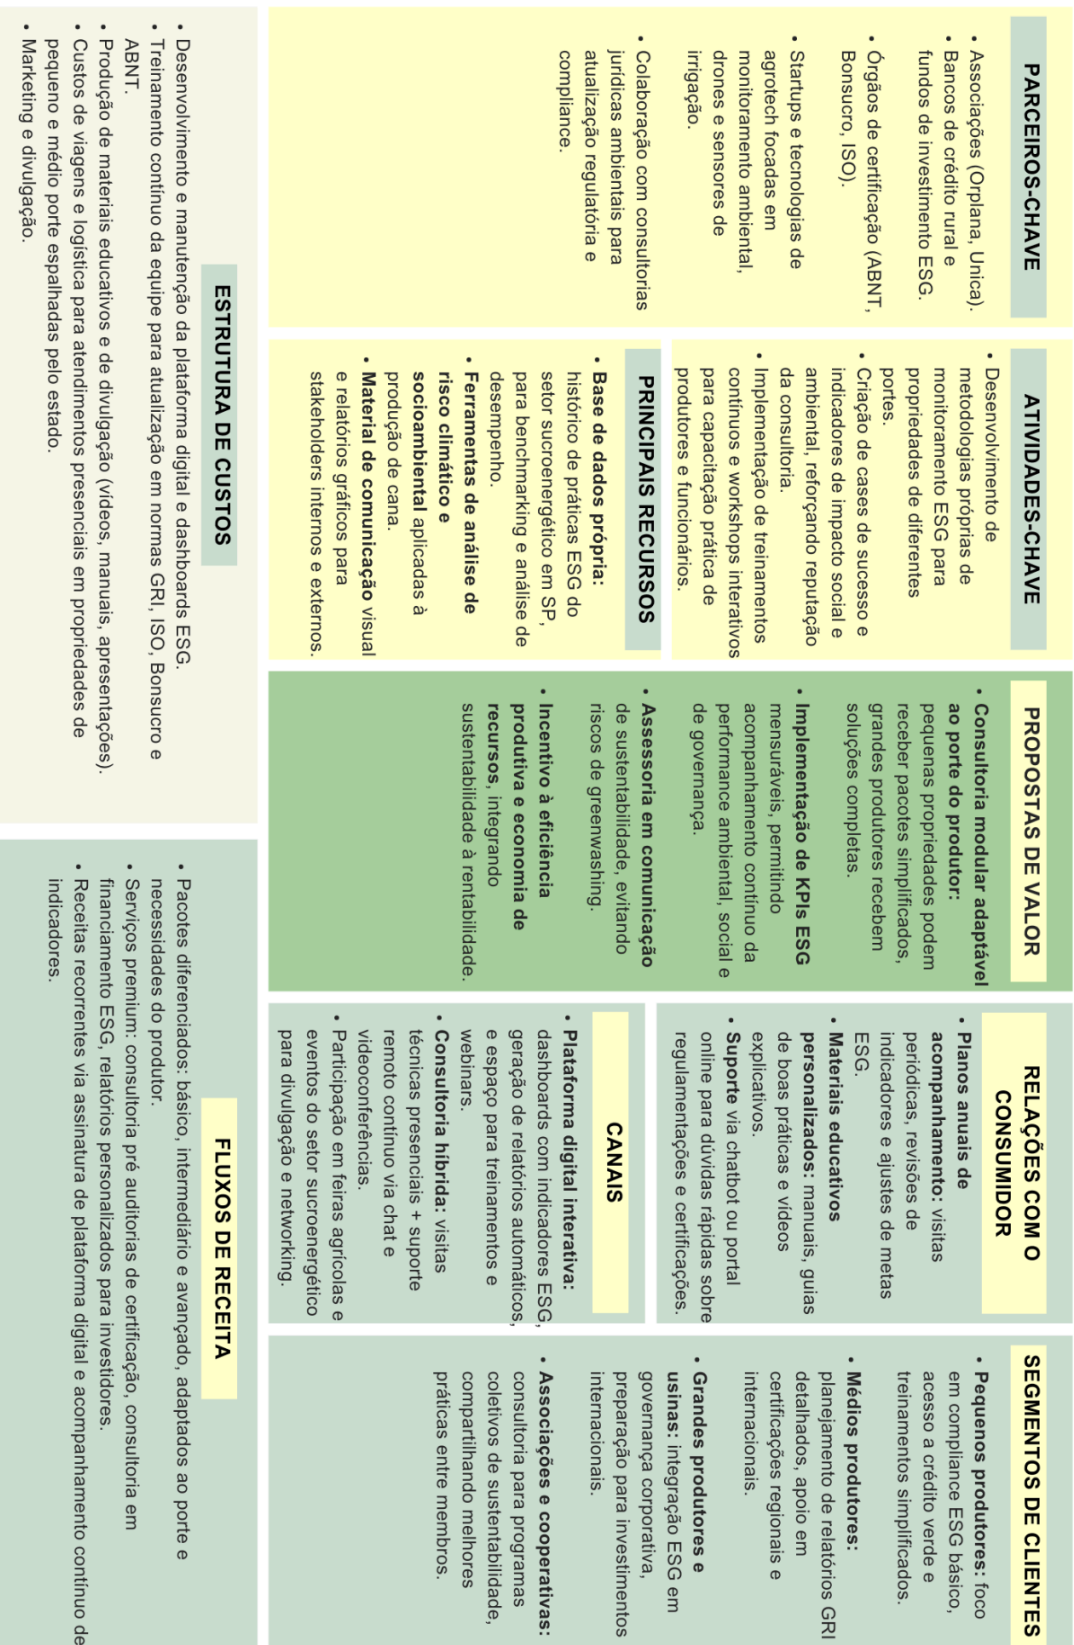 PARCEIROS-CHAVE
• Associações (Orplana, Unica).
• Bancos de crédito rural e
fundos de investimento ESG.
• Órgãos de certificação (ABNT,
Bonsucro, ISO).
• Startups e tecnologias de
agrotech focadas em
monitoramento ambiental,
drones e sensores de
irrigação.
• Colaboração com consultorias
jurídicas ambientais para
atualização regulatória e
compliance.
ATIVIDADES-CHAVE
• Desenvolvimento de
metodologias próprias de
monitoramento ESG para
propriedades de diferentes
portes.
• Criação de cases de sucesso e
indicadores de impacto social e
ambiental, reforçando reputação
da consultoria.
• Implementação de treinamentos
contínuos e workshops interativos
para capacitação prática de
produtores e funcionários.
PRINCIPAIS RECURSOS
• Base de dados própria:
histórico de práticas ESG do
setor sucroenergético em SP,
para benchmarking e análise de
desempenho.
• Ferramentas de análise de
risco climático e
socioambiental aplicadas à
produção de cana.
• Material de comunicação visual
e relatórios gráficos para
stakeholders internos e externos.
PROPOSTAS DE VALOR
• Consultoria modular adaptável
ao porte do produtor:
pequenas propriedades podem
receber pacotes simplificados,
grandes produtores recebem
soluções completas.
• Implementação de KPIs ESG
mensuráveis, permitindo
acompanhamento contínuo da
performance ambiental, social e
de governança.
• Assessoria em comunicação
de sustentabilidade, evitando
riscos de greenwashing.
• Incentivo à eficiência
produtiva e economia de
recursos, integrando
sustentabilidade à rentabilidade.
RELAÇÕES COM O
CONSUMIDOR
• Planos anuais de
acompanhamento: visitas
periódicas, revisões de
indicadores e ajustes de metas
ESG.
• Materiais educativos
personalizados: manuais, guias
de boas práticas e vídeos
explicativos.
• Suporte via chatbot ou portal
online para dúvidas rápidas sobre
regulamentações e certificações.
CANAIS
• Plataforma digital interativa:
dashboards com indicadores ESG,
geração de relatórios automáticos,
e espaço para treinamentos e
webinars.
• Consultoria híbrida: visitas
técnicas presenciais + suporte
remoto contínuo via chat e
videoconferências.
• Participação em feiras agrícolas e
eventos do setor sucroenergético
para divulgação e networking.
SEGMENTOS DE CLIENTES
• Pequenos produtores: foco
em compliance ESG básico,
acesso a crédito verde e
treinamentos simplificados.
• Médios produtores:
planejamento de relatórios GRI
detalhados, apoio em
certificações regionais e
internacionais.
• Grandes produtores e
usinas: integração ESG em
governança corporativa,
preparação para investimentos
internacionais.
• Associações e cooperativas:
consultoria para programas
coletivos de sustentabilidade,
compartilhando melhores
práticas entre membros.
ESTRUTURA DE CUSTOS
• Desenvolvimento e manutenção da plataforma digital e dashboards ESG.
• Treinamento contínuo da equipe para atualização em normas GRI, ISO, Bonsucro e
ABNT.
• Produção de materiais educativos e de divulgação (vídeos, manuais, apresentações).
• Custos de viagens e logística para atendimentos presenciais em propriedades de
pequeno e médio porte espalhadas pelo estado.
• Marketing e divulgação.
FLUXOS DE RECEITA
• Pacotes diferenciados: básico, intermediário e avançado, adaptados ao porte e
necessidades do produtor.
• Serviços premium: consultoria pré auditorias de certificação, consultoria em
financiamento ESG, relatórios personalizados para investidores.
• Receitas recorrentes via assinatura de plataforma digital e acompanhamento contínuo de
indicadores.